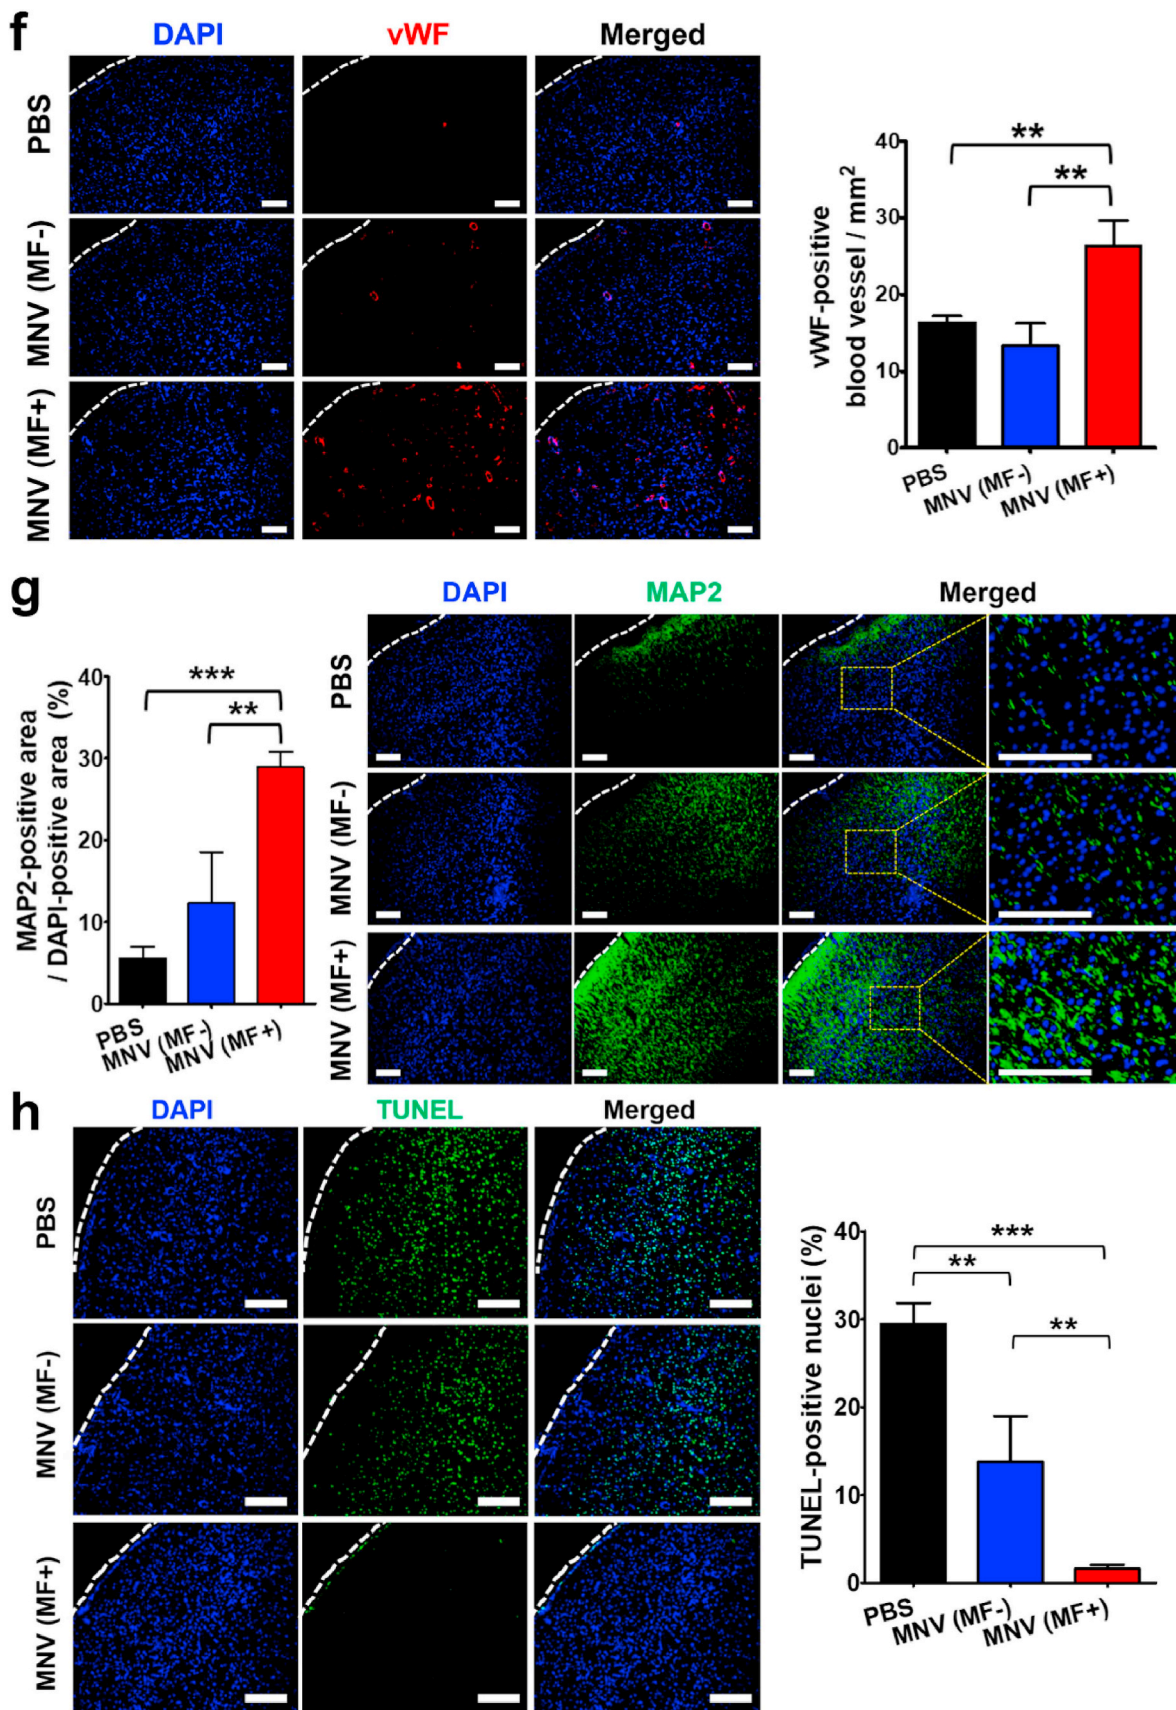 f
DAPI vWF Merged
PBS
MNV (MF-)
MNV (MF+)
vWF-positive
blood vessel / mm²
40
30
20
10
0
**
**
PBS
MNV (MF-)
MNV (MF+)
g
MAP2-positive area
/ DAPI-positive area (%)
40
30
20
10
0
***
**
PBS
MNV (MF-)
MNV (MF+)
DAPI MAP2 Merged
PBS
MNV (MF-)
MNV (MF+)
h
DAPI TUNEL Merged
PBS
MNV (MF-)
MNV (MF+)
TUNEL-positive nuclei (%)
40
30
20
10
0
***
**
**
PBS
MNV (MF-)
MNV (MF+)